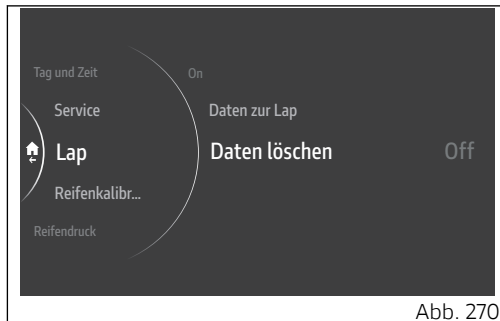 Tag und Zeit
On
Service
Daten zur Lap
Lap
Daten löschen
Off
Reifenkalibr...
Reifendruck
Abb. 270